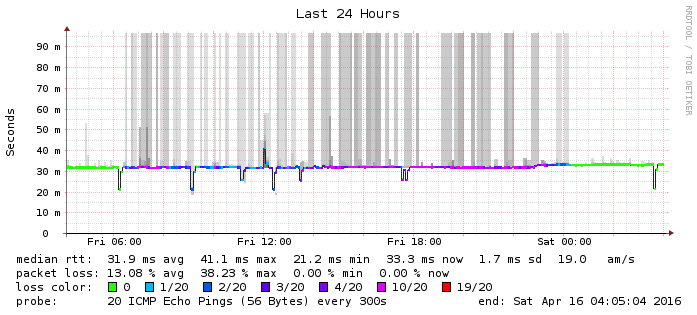 Last 24 Hours
RRDTOOL / TOBI OETIKER
Seconds
90 m
80 m
70 m
60 m
50 m
40 m
30 m
20 m
10 m
0
Fri 06:00 Fri 12:00 Fri 18:00 Sat 00:00
median rtt: 31.9 ms avg 41.1 ms max 21.2 ms min 33.3 ms now 1.7 ms sd 19.0 am/s
packet loss: 13.08 % avg 38.23 % max 0.00 % min 0.00 % now
loss color: 0 1/20 2/20 3/20 4/20 10/20 19/20
probe: 20 ICMP Echo Pings (56 Bytes) every 300s end: Sat Apr 16 04:05:04 2016